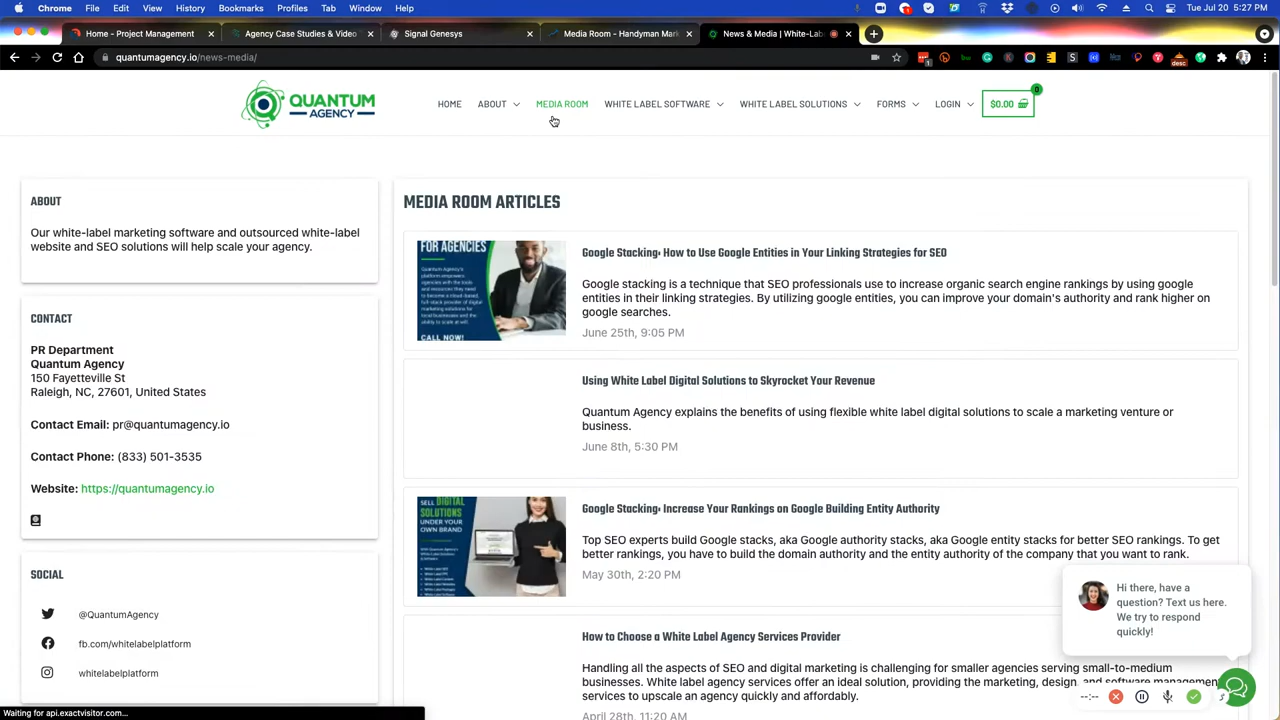 Chrome File Edit View History Bookmarks Profiles Tab Window Help
5:27 PM
Home - Project Management
Agency Case Studies & Video
Signal Genesys
Media Room - Handyman Mark
News & Media | White-Lab
quantumagency.io/news-media/
QUANTUM
AGENCY
HOME ABOUT MEDIA ROOM WHITE LABEL SOFTWARE WHITE LABEL SOLUTIONS FORMS LOGIN $0.00 0
ABOUT
Our white-label marketing software and outsourced white-label
website and SEO solutions will help scale your agency.
CONTACT
PR Department
Quantum Agency
150 Fayetteville St
Raleigh, NC, 27601, United States
Contact Email: pr@quantumagency.io
Contact Phone: (833) 501-3535
Website: https://quantumagency.io
SOCIAL
@QuantumAgency
fb.com/whitelabelplatform
whitelabelplatform
Waiting for api.exactvisitor.com...
MEDIA ROOM ARTICLES
FOR AGENCIES
CALL NOW!
Google Stacking: How to Use Google Entities in Your Linking Strategies for SEO
Google stacking is a technique that SEO professionals use to increase organic search engine rankings by using google
entities in their linking strategies. By utilizing google entities, you can improve your domain's authority and rank higher on
google searches.
June 25th, 9:05 PM
Using White Label Digital Solutions to Skyrocket Your Revenue
Quantum Agency explains the benefits of using flexible white label digital solutions to scale a marketing venture or
business.
June 8th, 5:30 PM
SELL DIGITAL
SOLUTIONS
UNDER YOUR
OWN BRAND
Google Stacking: Increase Your Rankings on Google Building Entity Authority
Top SEO experts build Google stacks, aka Google authority stacks, aka Google entity stacks for better SEO rankings. To get
better rankings, you have to build the domain authority and the entity authority of the company that you want to rank.
May 30th, 2:20 PM
How to Choose a White Label Agency Services Provider
Handling all the aspects of SEO and digital marketing is challenging for smaller agencies serving small-to-medium
businesses. White label agency services offer an ideal solution, providing the marketing, design, and software management
services to upscale an agency quickly and affordably.
April 28th, 11:20 AM
Hi there, have a
question? Text us here.
We try to respond
quickly!
--:--